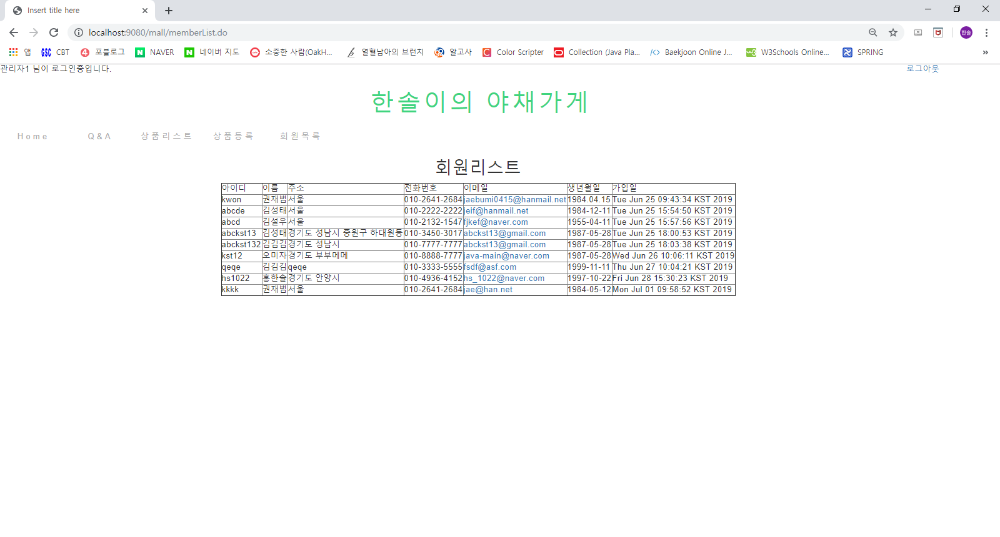 Insert title here
localhost:9080/mall/memberList.do
한솔
앱 CBT 포블로그 NAVER 네이버 지도 소중한 사람(OakH... 열혈남아의 브런치 알고사 Color Scripter Collection (Java Pla... Baekjoon Online J... W3Schools Online... SPRING »
관리자1 님이 로그인중입니다. 로그아웃
한솔이의 야채가게
Home Q&A 상품리스트 상품등록 회원목록
회원리스트
아이디 이름 주소 전화번호 이메일 생년월일 가입일
kwon 권재범 서울 010-2641-2684 jaebumi0415@hanmail.net 1984.04.15 Tue Jun 25 09:43:34 KST 2019
abcde 김성태 서울 010-2222-2222 jeif@hanmail.net 1984-12-11 Tue Jun 25 15:54:50 KST 2019
abcd 김설우 서울 010-2132-1547 fjkef@naver.com 1955-04-11 Tue Jun 25 15:57:56 KST 2019
abckst13 김성태 경기도 성남시 중원구 하대원동 010-3450-3017 abckst13@gmail.com 1987-05-28 Tue Jun 25 18:00:53 KST 2019
abckst132 김김김 경기도 성남시 010-7777-7777 abckst13@gmail.com 1987-05-28 Tue Jun 25 18:03:38 KST 2019
kst12 오미자 경기도 부부메메 010-8888-7777 java-main@naver.com 1987-05-28 Wed Jun 26 10:06:11 KST 2019
qeqe 김김김 qeqe 010-3333-5555 fsdf@asf.com 1999-11-11 Thu Jun 27 10:04:21 KST 2019
hs1022 홍한솔 경기도 안양시 010-4936-4152 hs_1022@naver.com 1997-10-22 Fri Jun 28 15:30:23 KST 2019
kkkk 권재범 서울 010-2641-2684 jae@han.net 1984-05-12 Mon Jul 01 09:58:52 KST 2019